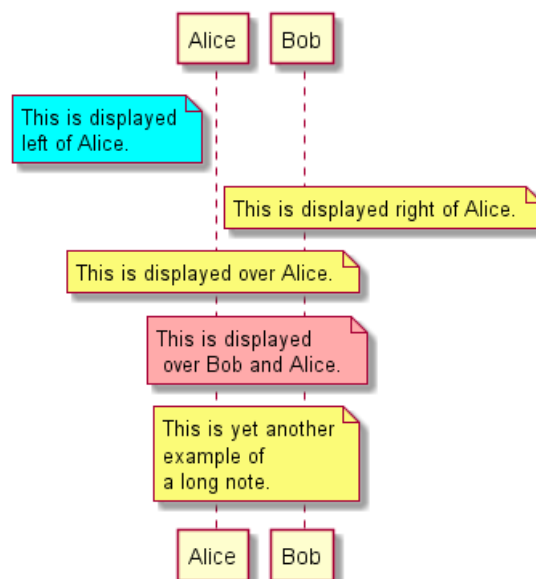 Alice Bob
This is displayed
left of Alice.
This is displayed right of Alice.
This is displayed over Alice.
This is displayed
over Bob and Alice.
This is yet another
example of
a long note.
Alice Bob